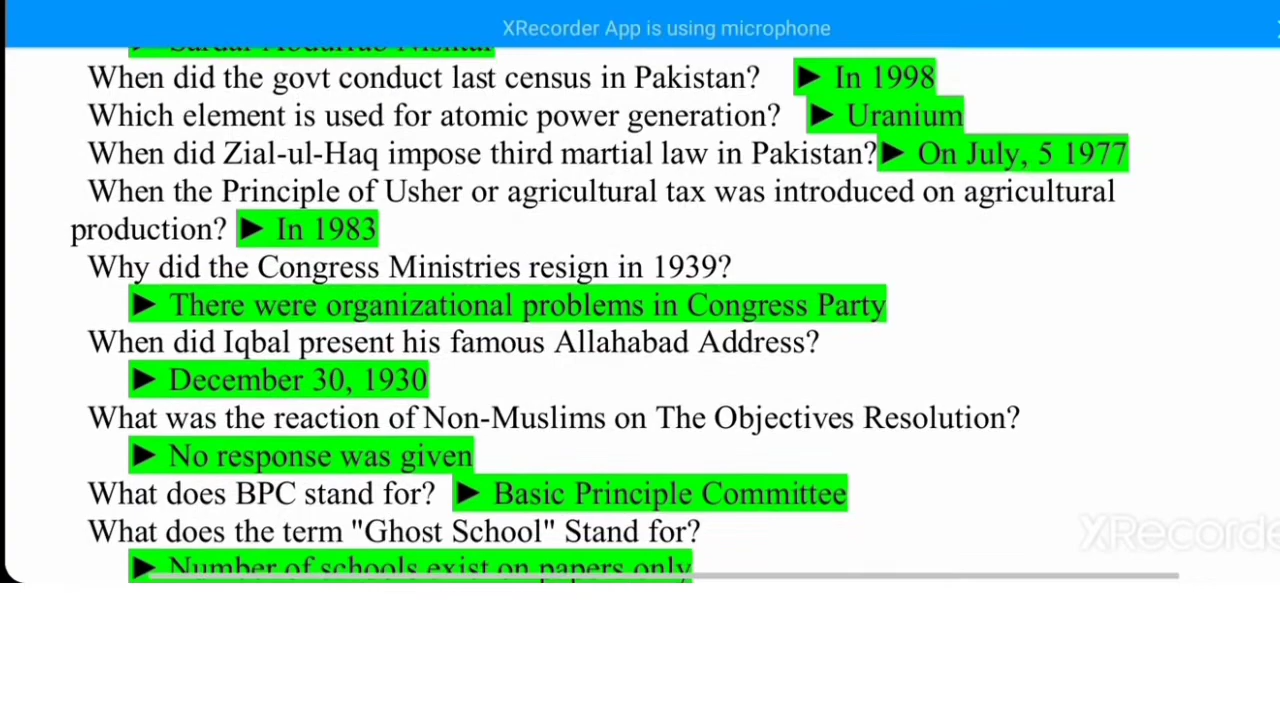 XRecorder App is using microphone
► Sardar Abdurrab Nishtar
When did the govt conduct last census in Pakistan? ► In 1998
Which element is used for atomic power generation? ► Uranium
When did Zial-ul-Haq impose third martial law in Pakistan?► On July, 5 1977
When the Principle of Usher or agricultural tax was introduced on agricultural
production? ► In 1983
Why did the Congress Ministries resign in 1939?
► There were organizational problems in Congress Party
When did Iqbal present his famous Allahabad Address?
► December 30, 1930
What was the reaction of Non-Muslims on The Objectives Resolution?
► No response was given
What does BPC stand for? ► Basic Principle Committee
What does the term "Ghost School" Stand for?
XRecorde
► Number of schools exist on papers only